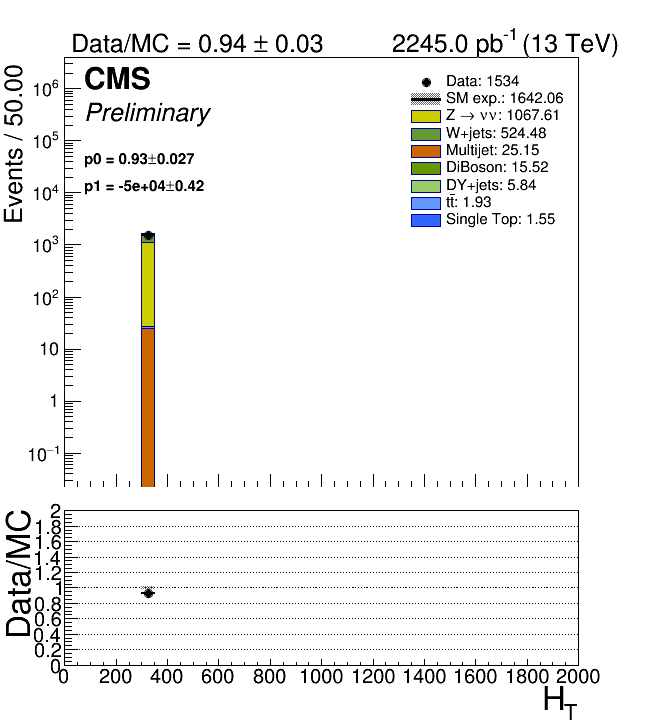 Data/MC = 0.94 ± 0.03 2245.0 pb⁻¹ (13 TeV)
CMS
Preliminary
p0 = 0.93±0.027
p1 = -5e+04±0.42
Data: 1534
SM exp.: 1642.06
Z → νν: 1067.61
W+jets: 524.48
Multijet: 25.15
DiBoson: 15.52
DY+jets: 5.84
tt̄: 1.93
Single Top: 1.55
Events / 50.00
10⁶
10⁵
10⁴
10³
10²
10
1
10⁻¹
Data/MC
2
1.8
1.6
1.4
1.2
1
0.8
0.6
0.4
0.2
0
0 200 400 600 800 1000 1200 1400 1600 1800 2000
H_T